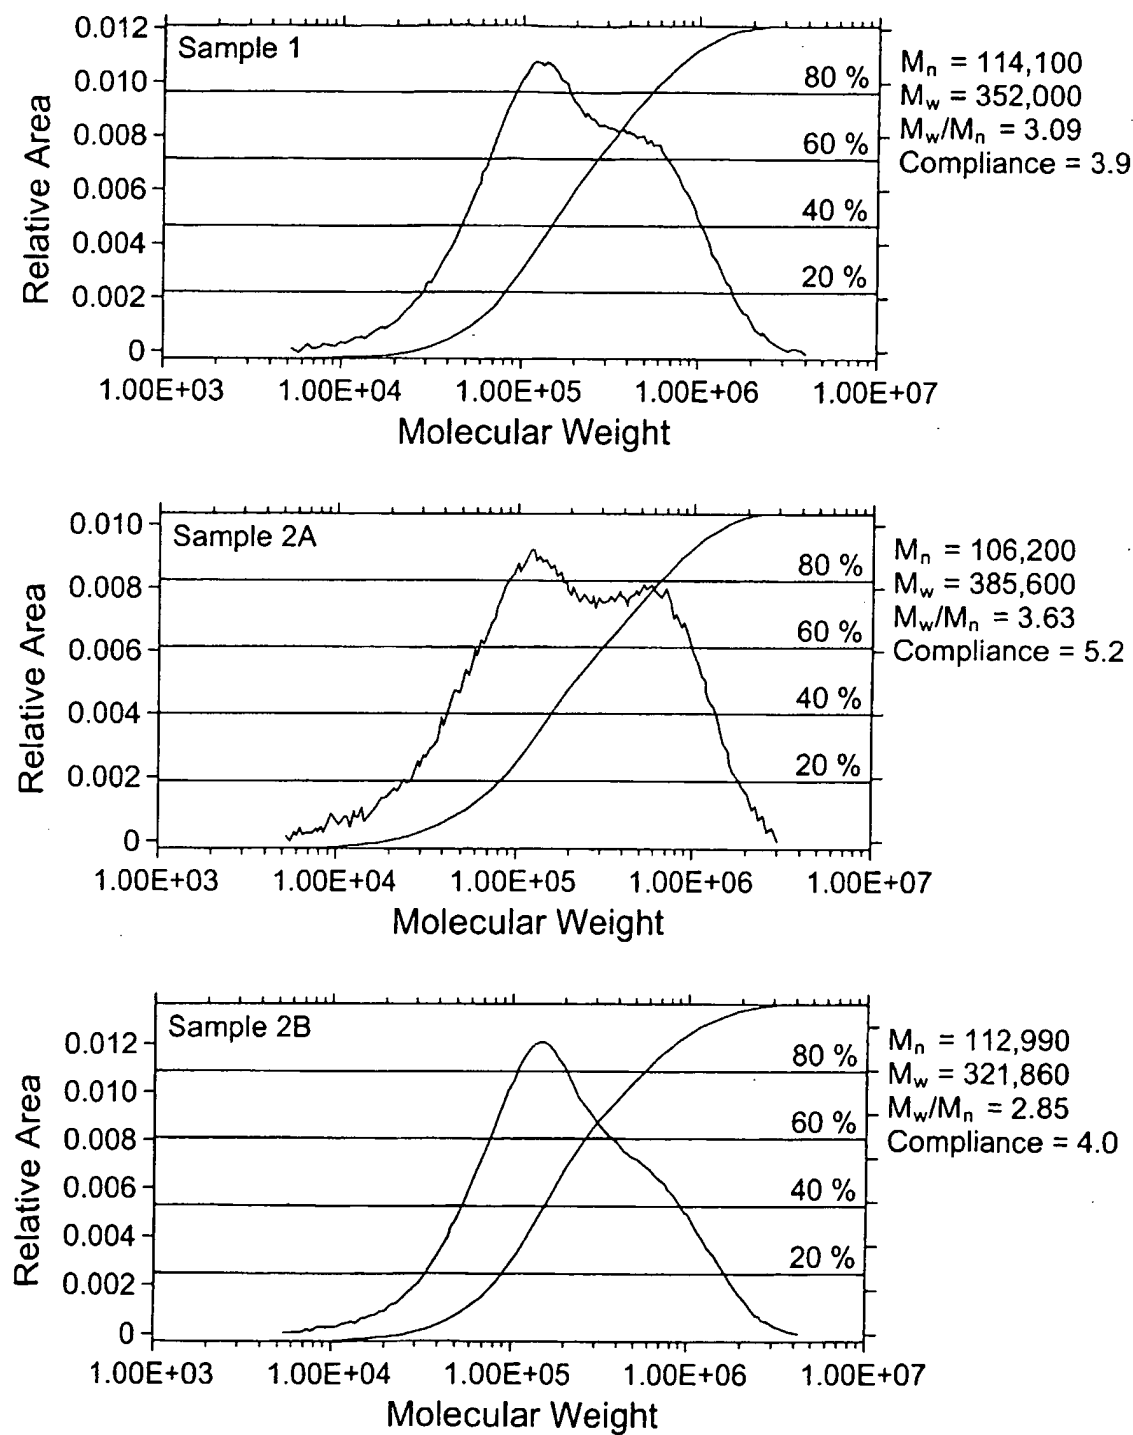 Sample 1
0.012
0.010
0.008
0.006
0.004
0.002
0
Relative Area
80 %
60 %
40 %
20 %
1.00E+03 1.00E+04 1.00E+05 1.00E+06 1.00E+07
Molecular Weight
Mn = 114,100
Mw = 352,000
Mw/Mn = 3.09
Compliance = 3.9
Sample 2A
0.010
0.008
0.006
0.004
0.002
0
Relative Area
80 %
60 %
40 %
20 %
1.00E+03 1.00E+04 1.00E+05 1.00E+06 1.00E+07
Molecular Weight
Mn = 106,200
Mw = 385,600
Mw/Mn = 3.63
Compliance = 5.2
Sample 2B
0.012
0.010
0.008
0.006
0.004
0.002
0
Relative Area
80 %
60 %
40 %
20 %
1.00E+03 1.00E+04 1.00E+05 1.00E+06 1.00E+07
Molecular Weight
Mn = 112,990
Mw = 321,860
Mw/Mn = 2.85
Compliance = 4.0